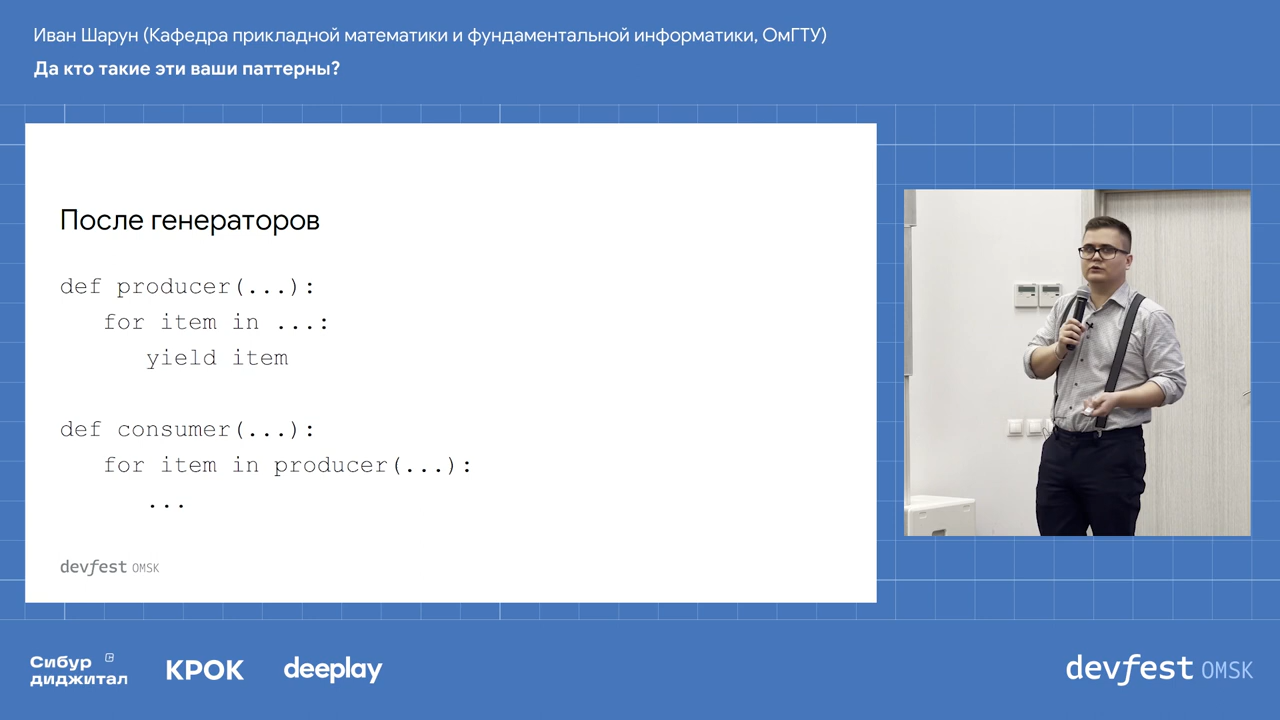 Иван Шарун (Кафедра прикладной математики и фундаментальной информатики, ОмГТУ)
Да кто такие эти ваши паттерны?
После генераторов
def producer(...):
for item in ...:
yield item
def consumer(...):
for item in producer(...):
...
devfest OMSK
Сибур
диджитал
КРОК
deeplay
devfest OMSK